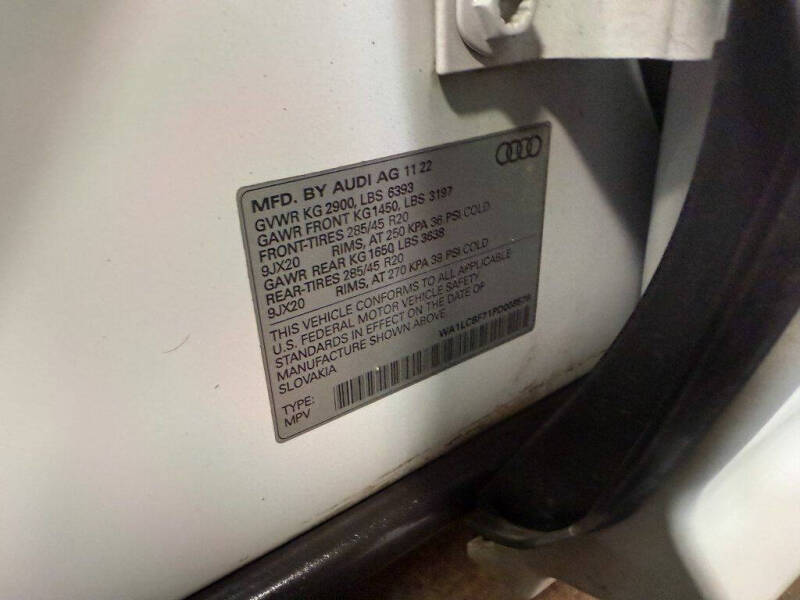 MFD. BY AUDI AG 11 22
GVWR KG 2900, LBS 6393
GAWR FRONT KG1450, LBS 3197
FRONT-TIRES 285/45 R20
9JX20 RIMS, AT 250 KPA 36 PSI COLD
GAWR REAR KG 1650 LBS 3638
REAR-TIRES 285/45 R20
9JX20 RIMS, AT 270 KPA 39 PSI COLD
THIS VEHICLE CONFORMS TO ALL APPLICABLE
U.S. FEDERAL MOTOR VEHICLE SAFETY
STANDARDS IN EFFECT ON THE DATE OF
MANUFACTURE SHOWN ABOVE.
SLOVAKIA
TYPE:
MPV